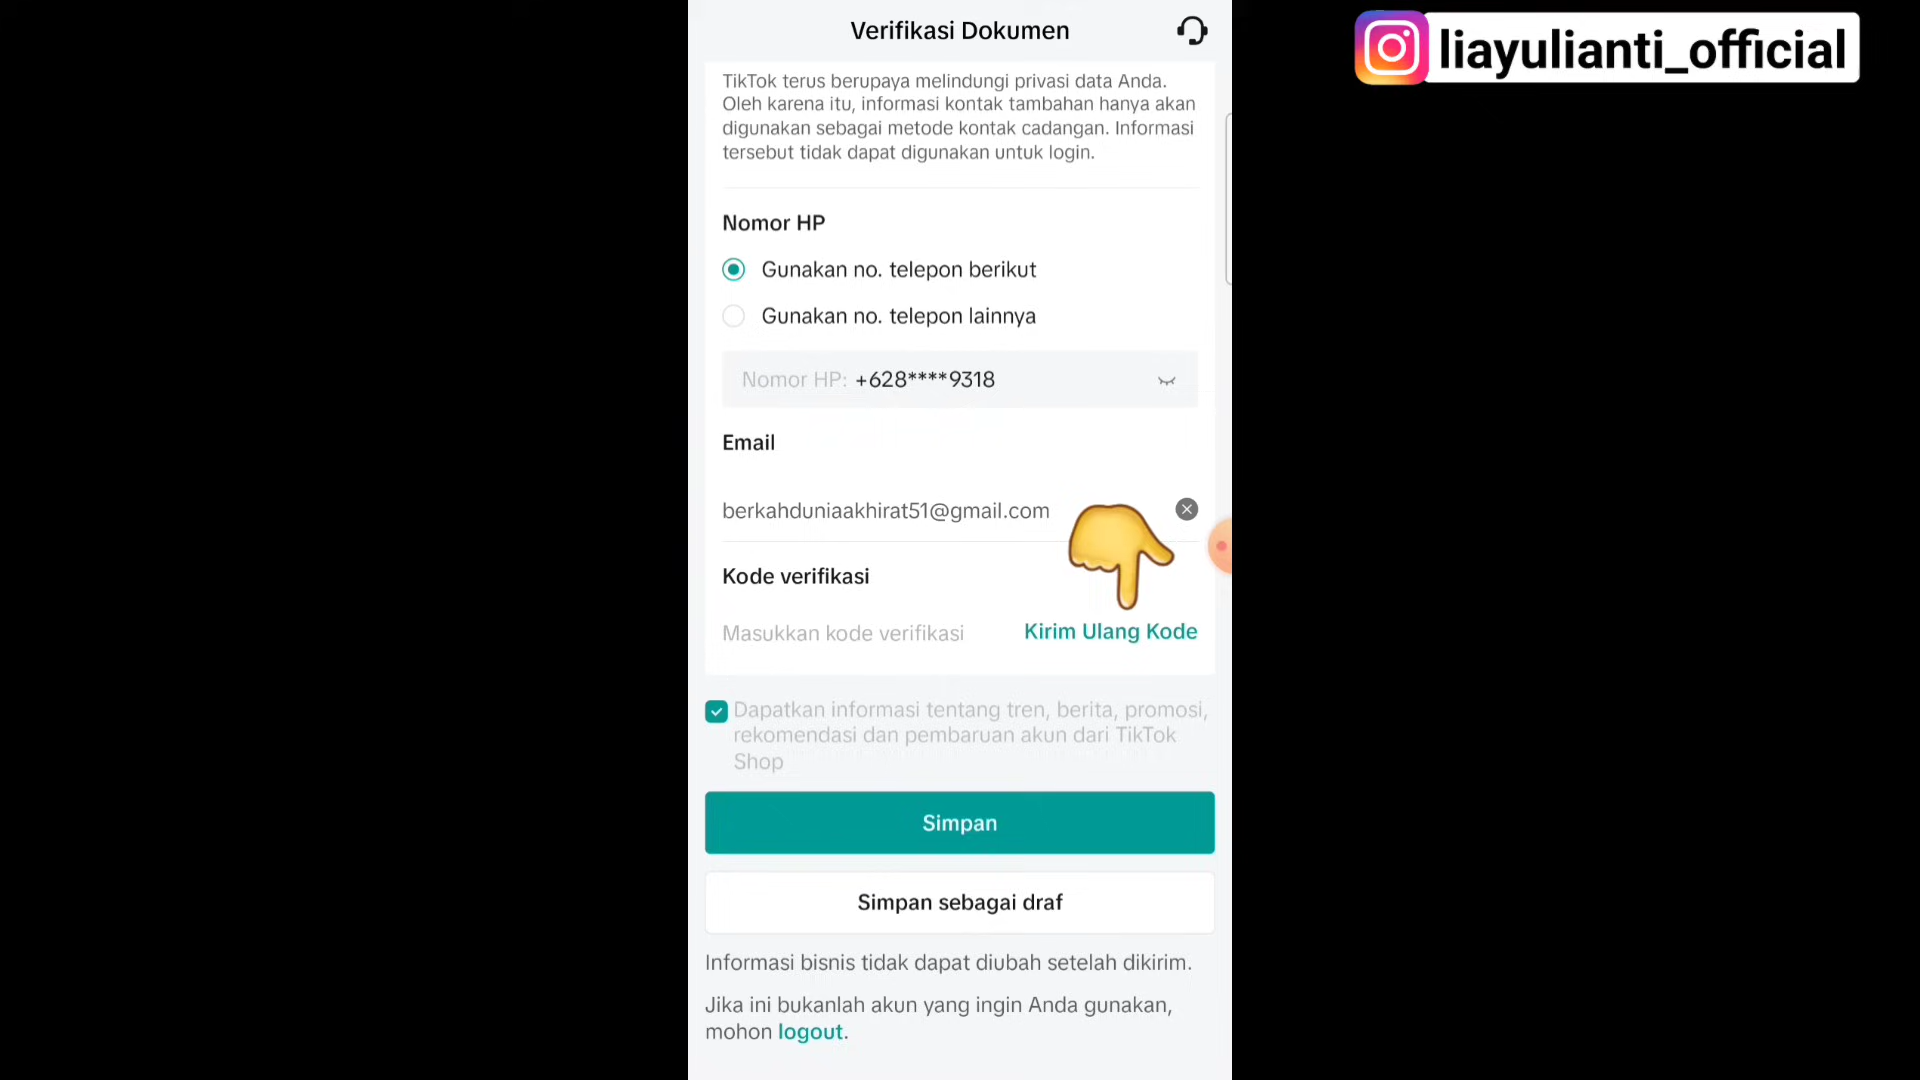 Verifikasi Dokumen
liayulianti_official
TikTok terus berupaya melindungi privasi data Anda.
Oleh karena itu, informasi kontak tambahan hanya akan
digunakan sebagai metode kontak cadangan. Informasi
tersebut tidak dapat digunakan untuk login.
Nomor HP
Gunakan no. telepon berikut
Gunakan no. telepon lainnya
Nomor HP: +628****9318
Email
berkahduniaakhirat51@gmail.com
Kode verifikasi
Masukkan kode verifikasi Kirim Ulang Kode
Dapatkan informasi tentang tren, berita, promosi,
rekomendasi dan pembaruan akun dari TikTok
Shop
Simpan
Simpan sebagai draf
Informasi bisnis tidak dapat diubah setelah dikirim.
Jika ini bukanlah akun yang ingin Anda gunakan,
mohon logout.